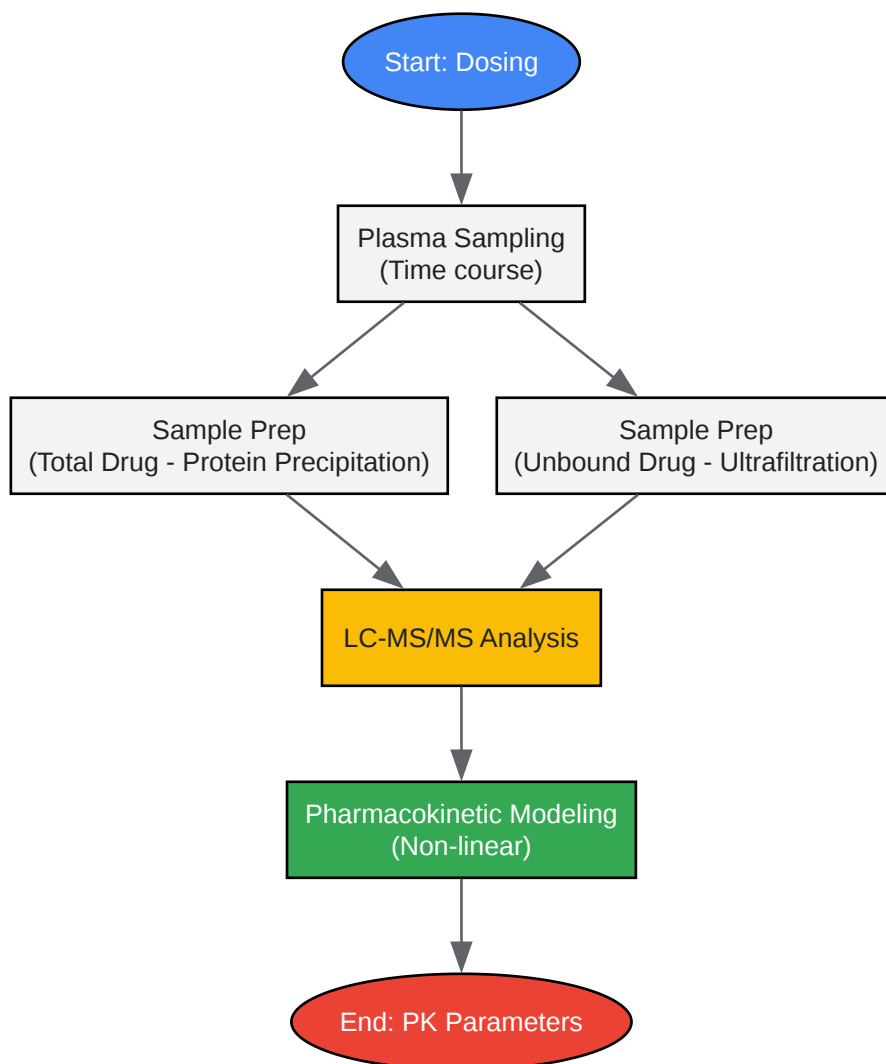 Start: Dosing
Plasma Sampling
(Time course)
Sample Prep
(Total Drug - Protein Precipitation)
Sample Prep
(Unbound Drug - Ultrafiltration)
LC-MS/MS Analysis
Pharmacokinetic Modeling
(Non-linear)
End: PK Parameters